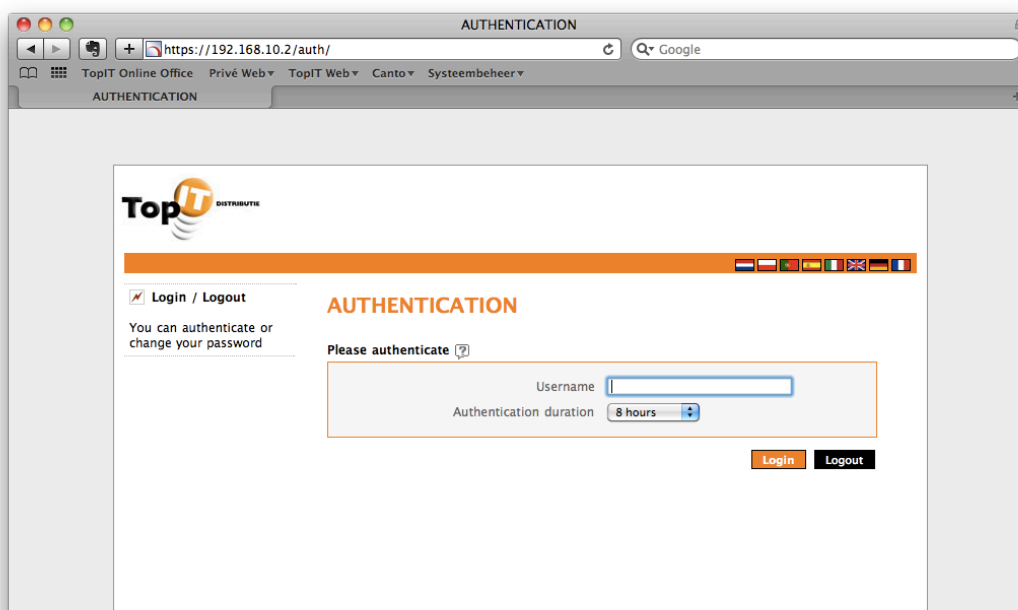 AUTHENTICATION
https://192.168.10.2/auth/
Google
TopIT Online Office Privé Web TopIT Web Canto Systeembeheer
AUTHENTICATION
TopIT DISTRIBUTIE
Login / Logout
You can authenticate or
change your password
AUTHENTICATION
Please authenticate ?
Username
Authentication duration 8 hours
Login Logout